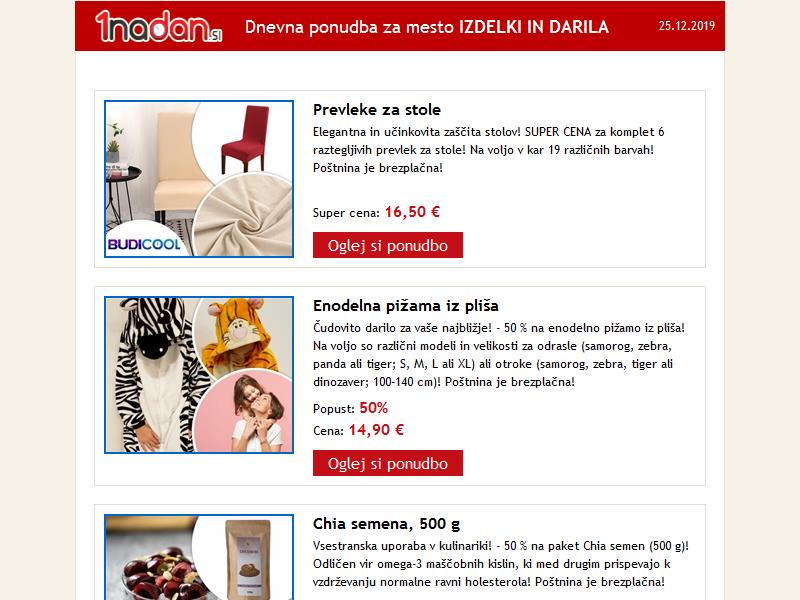 1nadan.si
Dnevna ponudba za mesto IZDELKI IN DARILA
25.12.2019
Prevleke za stole
Elegantna in učinkovita zaščita stolov! SUPER CENA za komplet 6
raztegljivih prevlek za stole! Na voljo v kar 19 različnih barvah!
Poštnina je brezplačna!
Super cena: 16,50 €
Oglej si ponudbo
BUDICOOL
Enodelna pižama iz pliša
Čudovito darilo za vaše najbližje! - 50 % na enodelno pižamo iz pliša!
Na voljo so različni modeli in velikosti za odrasle (samorog, zebra,
panda ali tiger; S, M, L ali XL) ali otroke (samorog, zebra, tiger ali
dinozaver; 100-140 cm)! Poštnina je brezplačna!
Popust: 50%
Cena: 14,90 €
Oglej si ponudbo
Chia semena, 500 g
Vsestranska uporaba v kulinariki! - 50 % na paket Chia semen (500 g)!
Odličen vir omega-3 maščobnih kislin, ki med drugim prispevajo k
vzdrževanju normalne ravni holesterola! Poštnina je brezplačna!